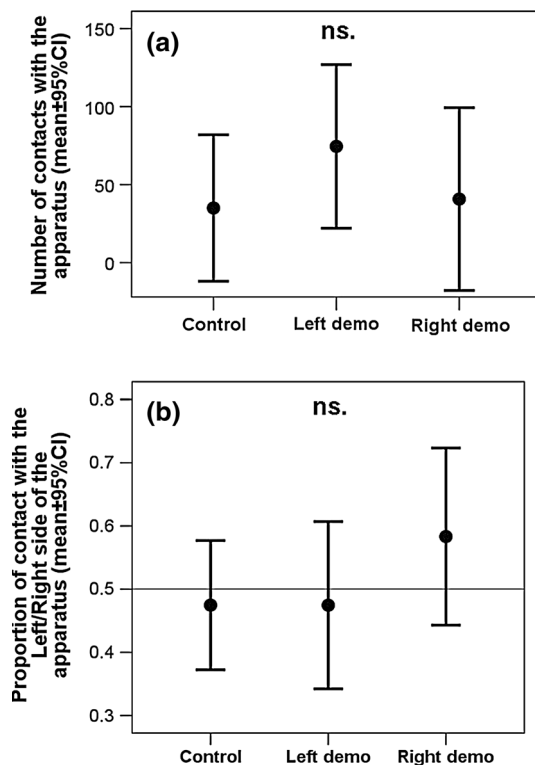 Number of contacts with the
apparatus (mean±95%CI)
(a)
ns.
150
100
50
0
Control
Left demo
Right demo
Proportion of contact with the
Left/Right side of the
apparatus (mean±95%CI)
(b)
ns.
0.8
0.7
0.6
0.5
0.4
0.3
Control
Left demo
Right demo